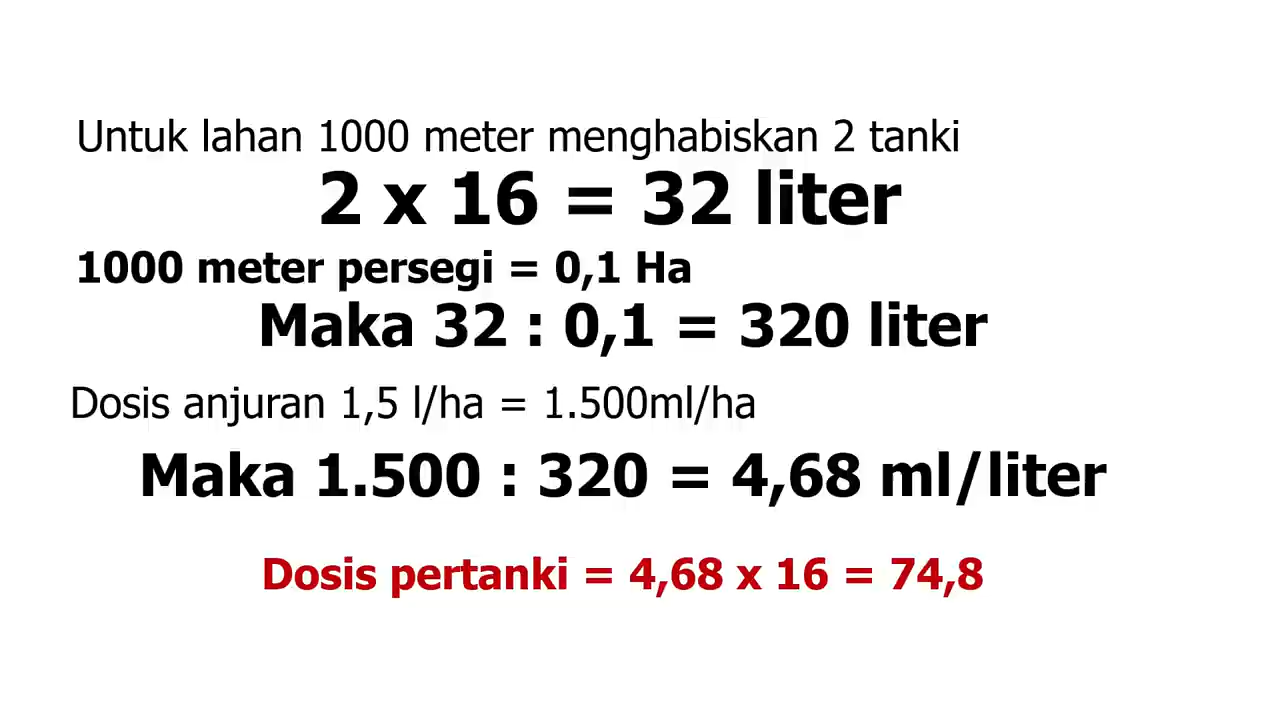 Untuk lahan 1000 meter menghabiskan 2 tanki
2 x 16 = 32 liter
1000 meter persegi = 0,1 Ha
Maka 32 : 0,1 = 320 liter
Dosis anjuran 1,5 l/ha = 1.500ml/ha
Maka 1.500 : 320 = 4,68 ml/liter
Dosis pertanki = 4,68 x 16 = 74,8